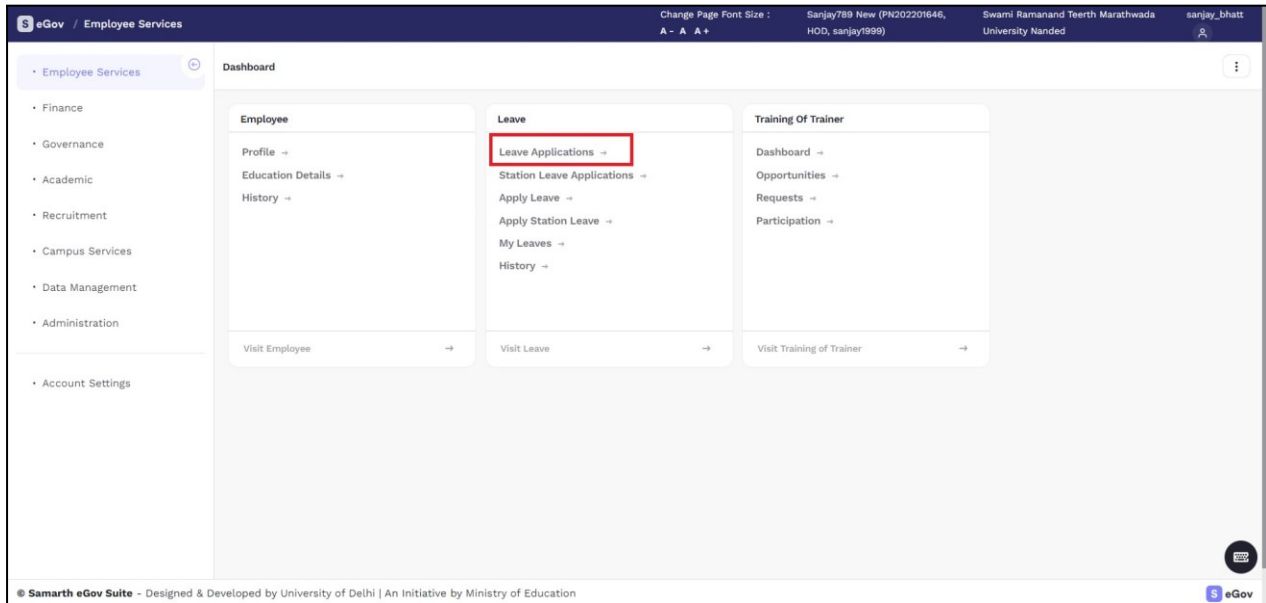 S eGov / Employee Services
Change Page Font Size :
A - A A +
Sanjay789 New (PN202201646,
HOD, sanjay1999)
Swami Ramanand Teerth Marathwada
University Nanded
sanjay_bhatt
• Employee Services
• Finance
• Governance
• Academic
• Recruitment
• Campus Services
• Data Management
• Administration
• Account Settings
Dashboard
Employee
Profile →
Education Details →
History →
Visit Employee →
Leave
Leave Applications →
Station Leave Applications →
Apply Leave →
Apply Station Leave →
My Leaves →
History →
Visit Leave →
Training Of Trainer
Dashboard →
Opportunities →
Requests →
Participation →
Visit Training of Trainer →
© Samarth eGov Suite - Designed & Developed by University of Delhi | An Initiative by Ministry of Education
S eGov